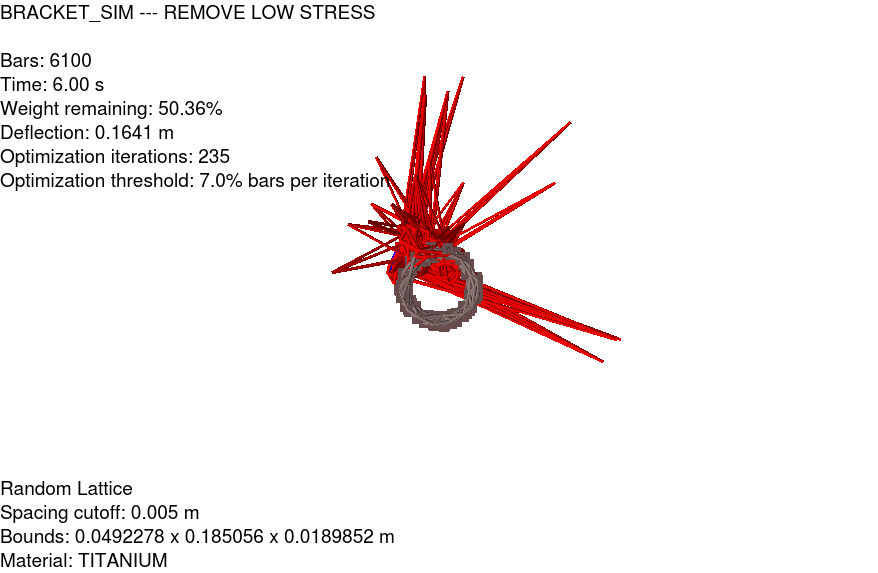 BRACKET_SIM --- REMOVE LOW STRESS
Bars: 6100
Time: 6.00 s
Weight remaining: 50.36%
Deflection: 0.1641 m
Optimization iterations: 235
Optimization threshold: 7.0% bars per iteration
Random Lattice
Spacing cutoff: 0.005 m
Bounds: 0.0492278 x 0.185056 x 0.0189852 m
Material: TITANIUM